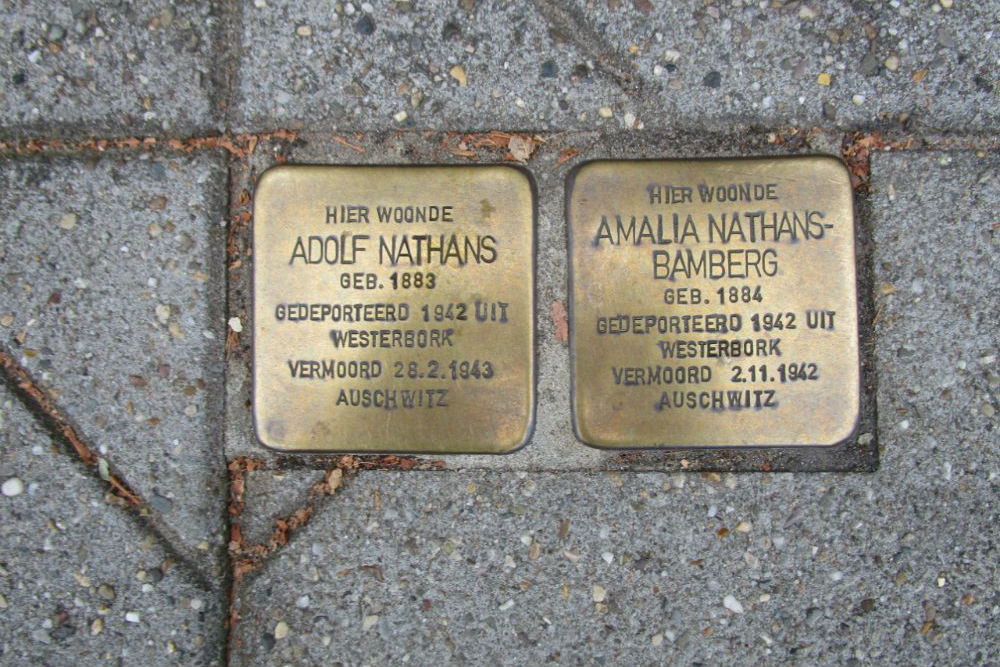 HIER WOONDE
ADOLF NATHANS
GEB. 1883
GEDEPORTEERD 1942 UIT
WESTERBORK
VERMOORD 28.2.1943
AUSCHWITZ
HIER WOONDE
AMALIA NATHANS-
BAMBERG
GEB. 1884
GEDEPORTEERD 1942 UIT
WESTERBORK
VERMOORD 2.11.1942
AUSCHWITZ